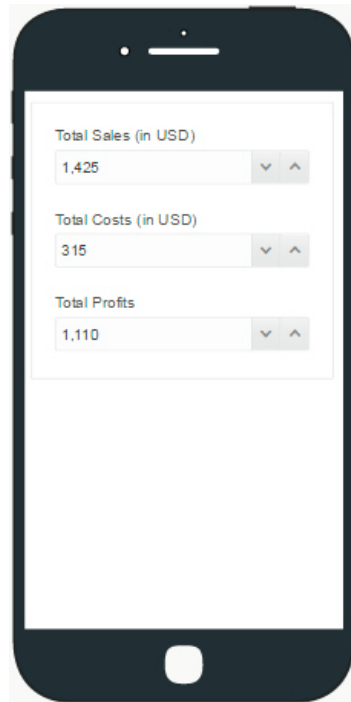 Total Sales (in USD)
1,425
Total Costs (in USD)
315
Total Profits
1,110